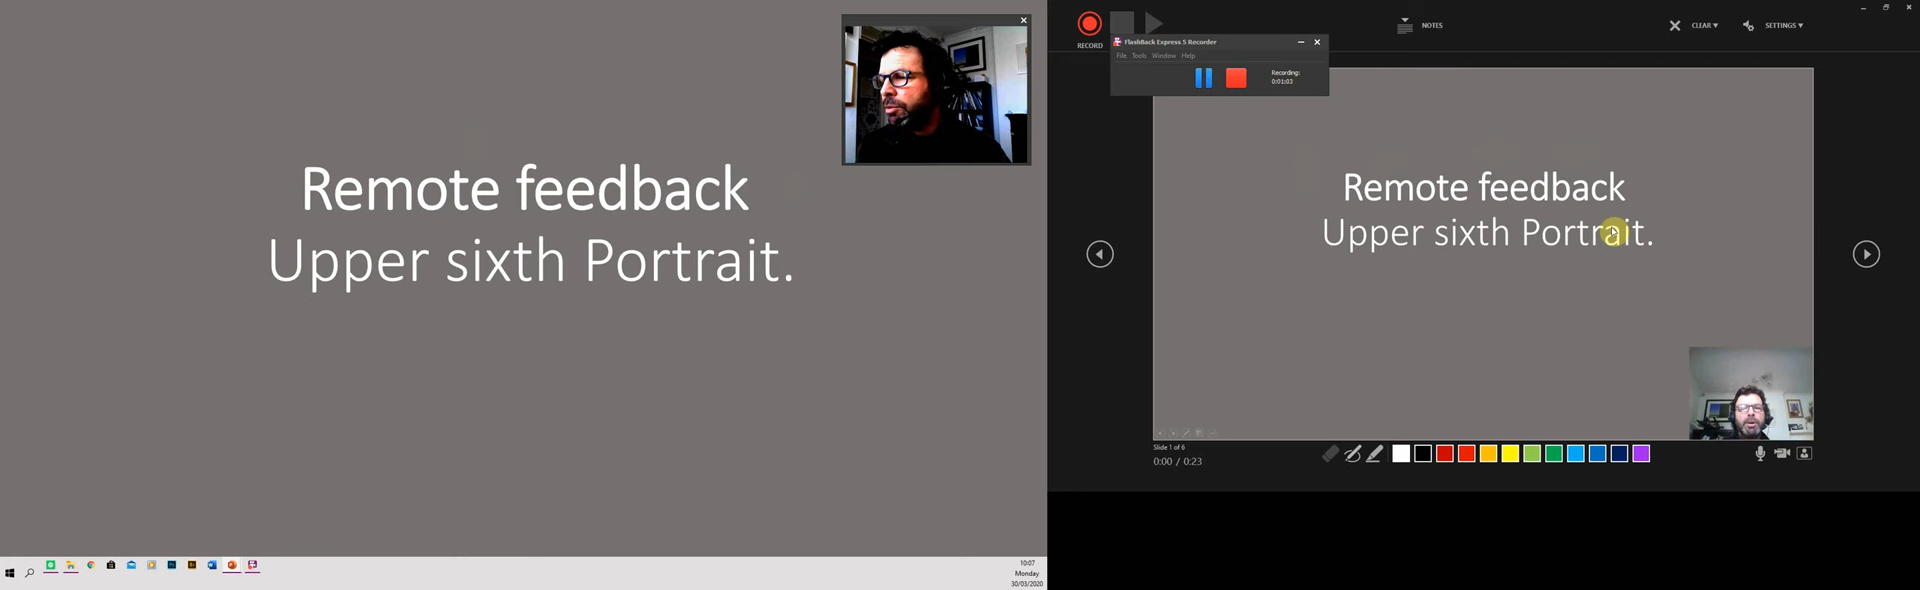 Remote feedback
Upper sixth Portrait.
10:07
Monday
30/03/2020
RECORD
NOTES
CLEAR
SETTINGS
FlashBack Express 5 Recorder
File Tools Window Help
Recording:
0:01:03
Remote feedback
Upper sixth Portrait.
Slide 1 of 6
0:00 / 0:23